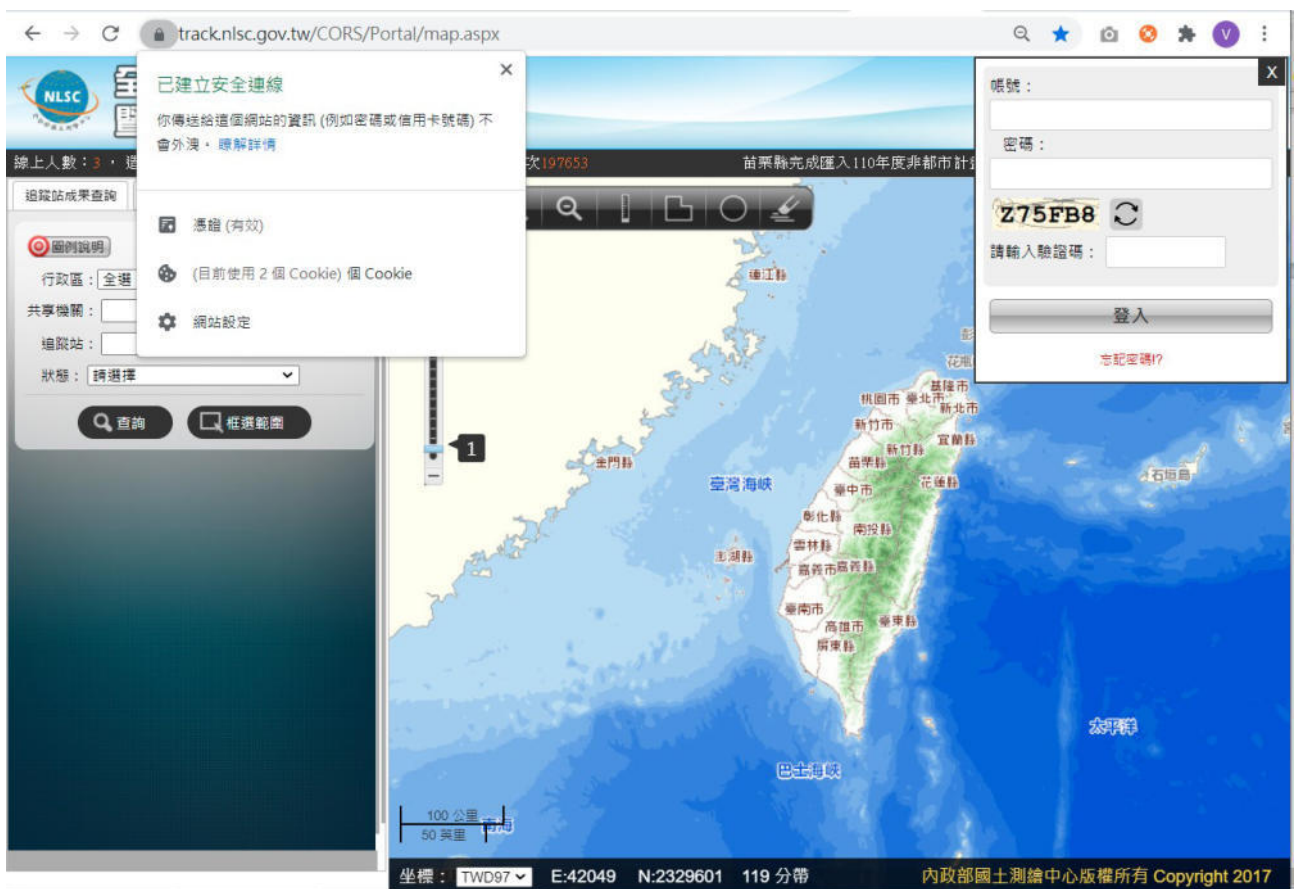 track.nlsc.gov.tw/CORS/Portal/map.aspx
V
NLSC
已建立安全連線
你傳送給這個網站的資訊 (例如密碼或信用卡號碼) 不
會外洩。 瞭解詳情
憑證 (有效)
(目前使用 2 個 Cookie) 個 Cookie
網站設定
X
帳號：
密碼：
Z75FB8
請輸入驗證碼：
登入
忘記密碼!?
線上人數：3，
次197653
苗栗縣完成匯入110年度非都市計
追蹤站成果查詢
圖例說明
行政區：全選
共享機關：
追蹤站：
狀態：請選擇
查詢
框選範圍
1
連江縣
基隆市
桃園市
臺北市
新北市
新竹市
宜蘭縣
新竹縣
苗栗縣
金門縣
臺灣海峽
臺中市
花蓮縣
石垣島
彰化縣
南投縣
雲林縣
澎湖縣
嘉義市
嘉義縣
臺南市
高雄市
臺東縣
屏東縣
太平洋
巴士海峽
100 公里
50 英里
南海
坐標： TWD97 E:42049 N:2329601 119 分帶
內政部國土測繪中心版權所有 Copyright 2017